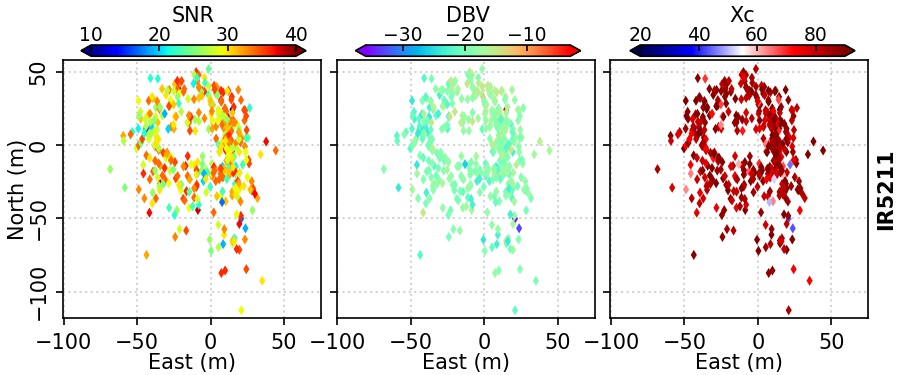 SNR DBV Xc
10 20 30 40 −30 −20 −10 20 40 60 80
50
0
−50
−100
North (m)
−100 −50 0 50 −100 −50 0 50 −100 −50 0 50
East (m) East (m) East (m)
IR5211